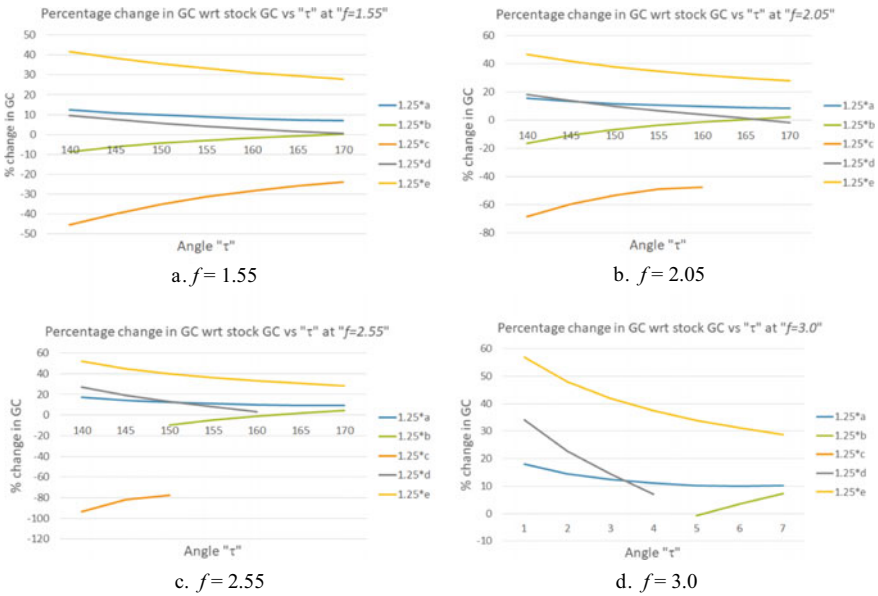 Percentage change in GC wrt stock GC vs "τ" at "f=1.55"
50
40
30
20
10
0
-10
-20
-30
-40
-50
140 145 150 155 160 165 170
% change in GC
Angle "τ"
1.25*a
1.25*b
1.25*c
1.25*d
1.25*e
a. f = 1.55
Percentage change in GC wrt stock GC vs "τ" at "f=2.05"
60
40
20
0
-20
-40
-60
-80
140 145 150 155 160 165 170
% change in GC
Angle "τ"
1.25*a
1.25*b
1.25*c
1.25*d
1.25*e
b. f = 2.05
Percentage change in GC wrt stock GC vs "τ" at "f=2.55"
60
40
20
0
-20
-40
-60
-80
-100
-120
140 145 150 155 160 165 170
% change in GC
Angle "τ"
1.25*a
1.25*b
1.25*c
1.25*d
1.25*e
c. f = 2.55
Percentage change in GC wrt stock GC vs "τ" at "f=3.0"
60
50
40
30
20
10
0
-10
1 2 3 4 5 6 7
% change in GC
Angle "τ"
1.25*a
1.25*b
1.25*c
1.25*d
1.25*e
d. f = 3.0